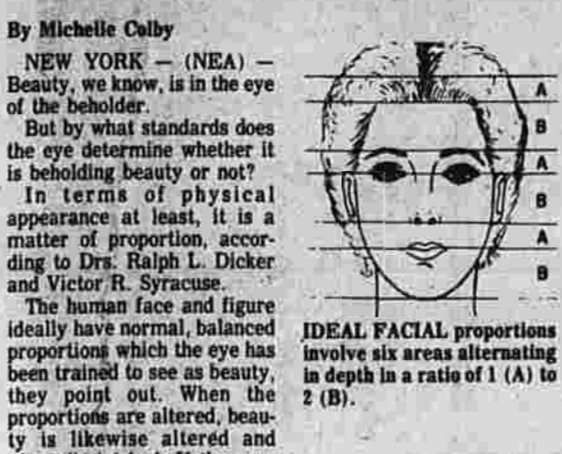 By Michelle Colby
NEW YORK — (NEA) —
Beauty, we know, is in the eye
of the beholder.
But by what standards does
the eye determine whether it
is beholding beauty or not?
In terms of physical
appearance at least, it is a
matter of proportion, accor-
ding to Drs. Ralph L. Dicker
and Victor R. Syracuse.
The human face and figure
ideally have normal, balanced
proportions which the eye has
been trained to see as beauty,
they point out. When the
proportions are altered, beau-
ty is likewise altered and
A
B
A
B
A
B
IDEAL FACIAL proportions
involve six areas alternating
in depth in a ratio of 1 (A) to
2 (B).